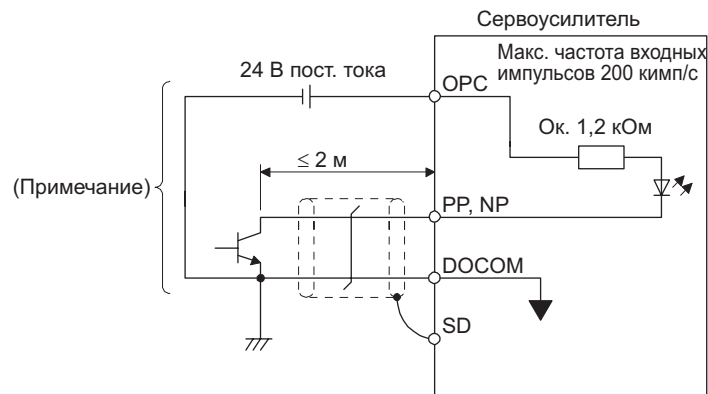 Сервоусилитель
Макс. частота входных
импульсов 200 кимп/с
24 В пост. тока
OPC
Ок. 1,2 кОм
≤ 2 м
(Примечание)
PP, NP
DOCOM
SD